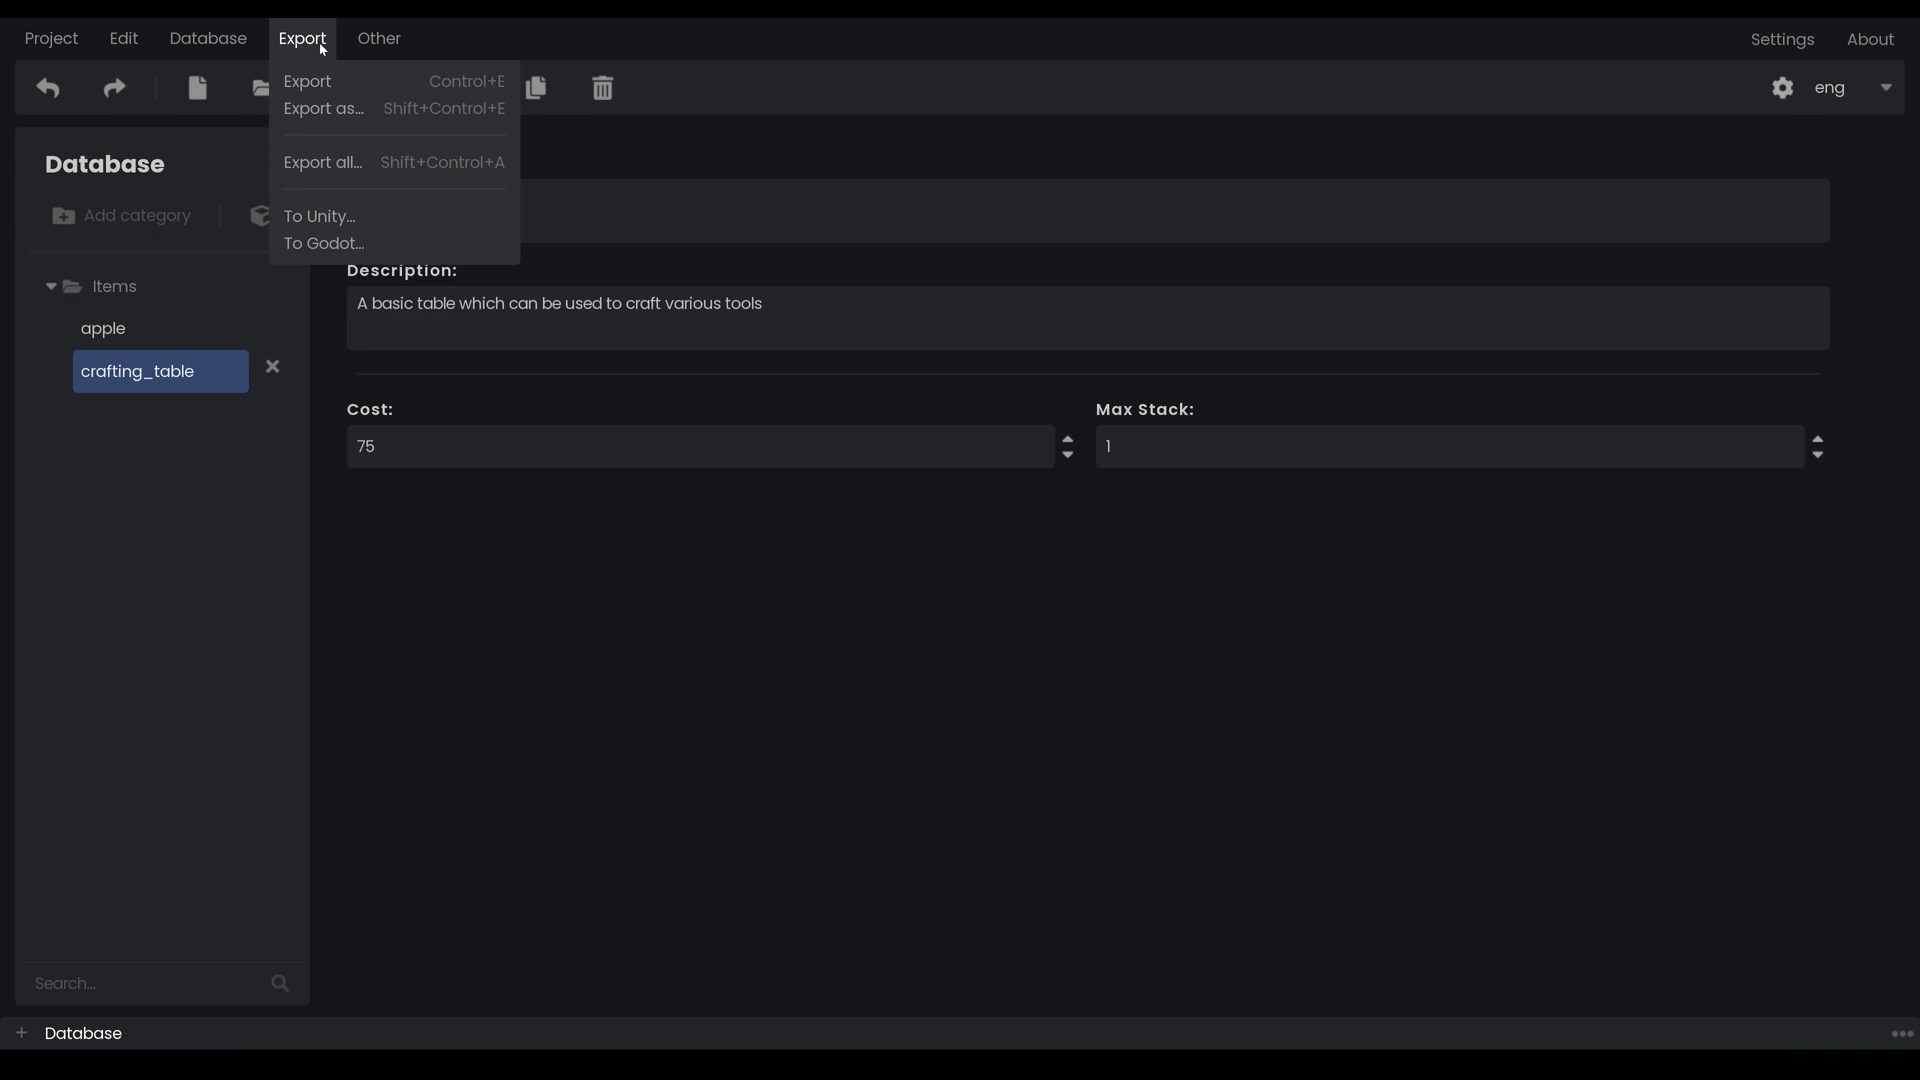 Project Edit Database Export Other Settings About
Export Control+E
Export as... Shift+Control+E
Export all... Shift+Control+A
To Unity...
To Godot...
eng
Database
Add category
Items
apple
crafting_table
Search...
Description:
A basic table which can be used to craft various tools
Cost: Max Stack:
75 1
Database